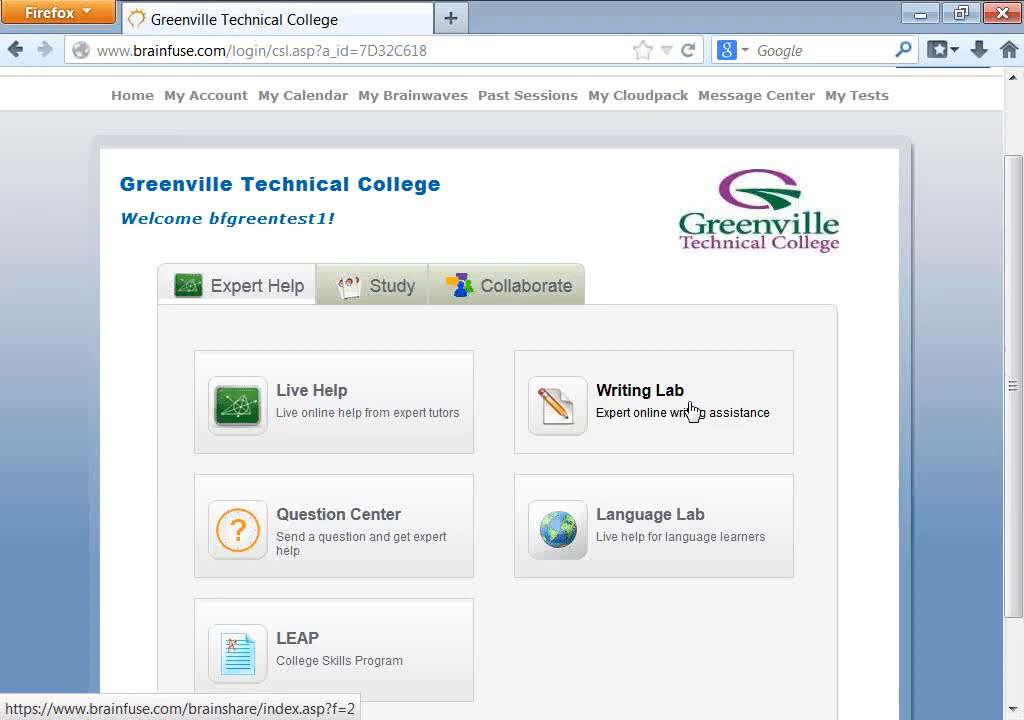 Firefox
Greenville Technical College
www.brainfuse.com/login/csl.asp?a_id=7D32C618
Google
Home My Account My Calendar My Brainwaves Past Sessions My Cloudpack Message Center My Tests
Greenville Technical College
Welcome bfgreentest1!
Greenville
Technical College
Expert Help Study Collaborate
Live Help
Live online help from expert tutors
Writing Lab
Expert online writing assistance
Question Center
Send a question and get expert
help
Language Lab
Live help for language learners
LEAP
College Skills Program
https://www.brainfuse.com/brainshare/index.asp?f=2